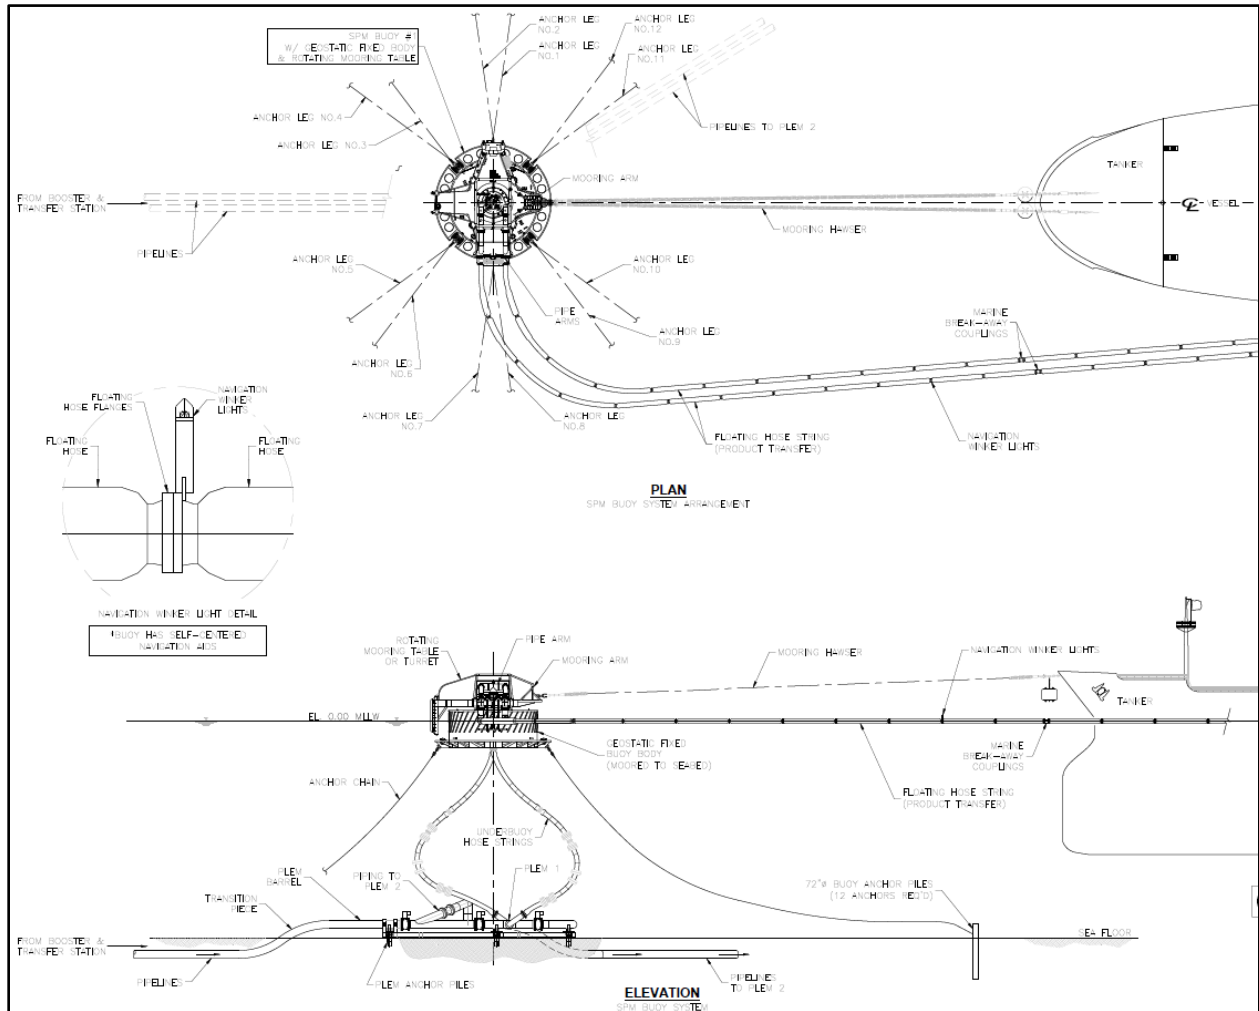 ANCHOR LEG
NO.2
ANCHOR LEG
NO.12
SPM BUOY #1
W/ GEOSTATIC FIXED BODY
& ROTATING MOORING TABLE
ANCHOR LEG
NO.1
ANCHOR LEG
NO.11
ANCHOR LEG NO.4
ANCHOR LEG NO.3
PIPELINES TO PLEM 2
TANKER
MOORING ARM
FROM BOOSTER &
TRANSFER STATION
℄ VESSEL
MOORING HAWSER
PIPELINES
ANCHOR LEG
NO.5
ANCHOR LEG
NO.10
PIPE
ARMS
MARINE
BREAK-AWAY
COUPLINGS
ANCHOR LEG
NO.9
ANCHOR LEG
NO.6
ANCHOR LEG
NO.7
ANCHOR LEG
NO.8
FLOATING HOSE STRING
(PRODUCT TRANSFER)
NAVIGATION
WINKER LIGHTS
PLAN
SPM BUOY SYSTEM ARRANGEMENT
NAVIGATION
WINKER
LIGHTS
FLOATING
HOSE FLANGES
FLOATING
HOSE
FLOATING
HOSE
NAVIGATION WINKER LIGHT DETAIL
*BUOY HAS SELF-CENTERED
NAVIGATION AIDS
ROTATING
MOORING TABLE
OR TURRET
PIPE ARM
MOORING ARM
MOORING HAWSER
NAVIGATION WINKER LIGHTS
TANKER
EL. 0.00 MLLW
GEOSTATIC FIXED
BUOY BODY
(MOORED TO SEABED)
MARINE
BREAK-AWAY
COUPLINGS
ANCHOR CHAIN
FLOATING HOSE STRING
(PRODUCT TRANSFER)
UNDERBUOY
HOSE STRINGS
PLEM
BARREL
PIPING TO
PLEM 2
PLEM 1
72"ø BUOY ANCHOR PILES
(12 ANCHORS REQ'D)
TRANSITION
PIECE
FROM BOOSTER &
TRANSFER STATION
SEA FLOOR
PIPELINES
PLEM ANCHOR PILES
PIPELINES
TO PLEM 2
ELEVATION
SPM BUOY SYSTEM